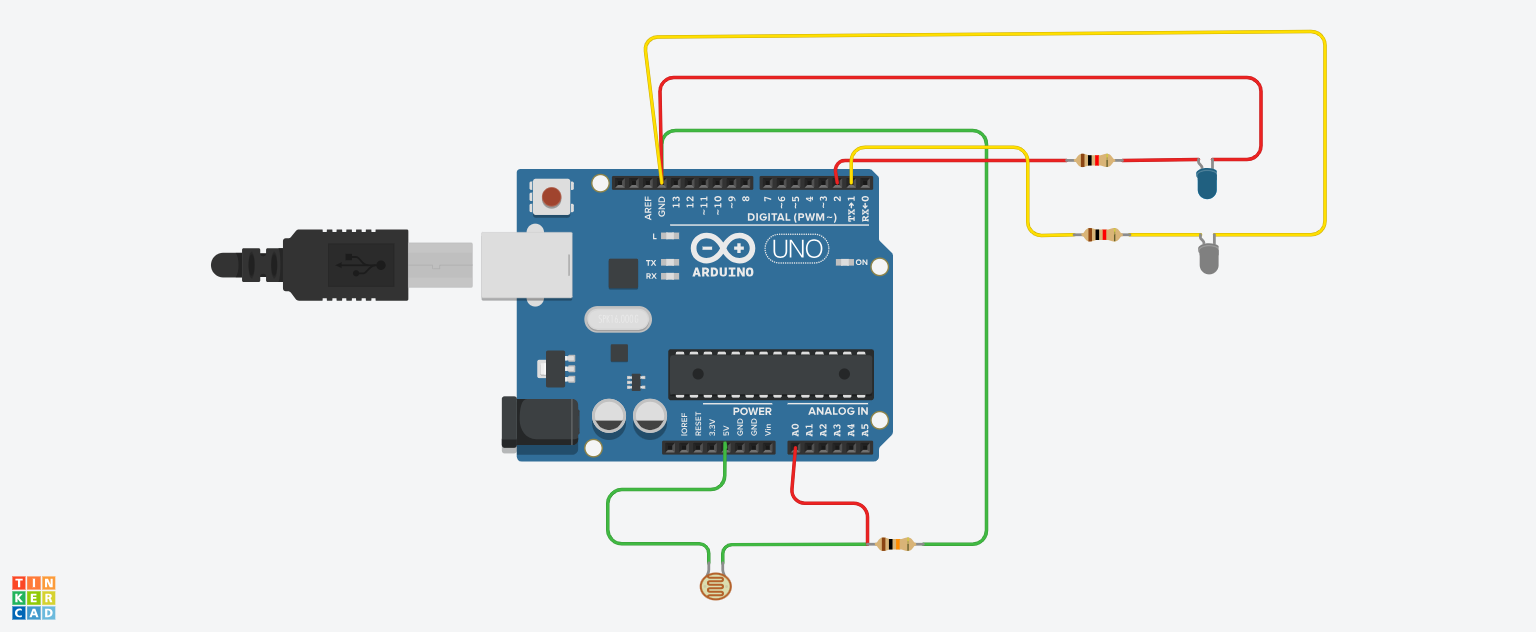 AREF
GND
13
12
~11
~10
~9
8
7
~6
~5
4
~3
2
TX→1
RX←0
DIGITAL (PWM~)
L
TX
RX
UNO
ON
ARDUINO
POWER
ANALOG IN
IOREF
RESET
3.3V
5V
GND
GND
Vin
A0
A1
A2
A3
A4
A5
TIN
KER
CAD